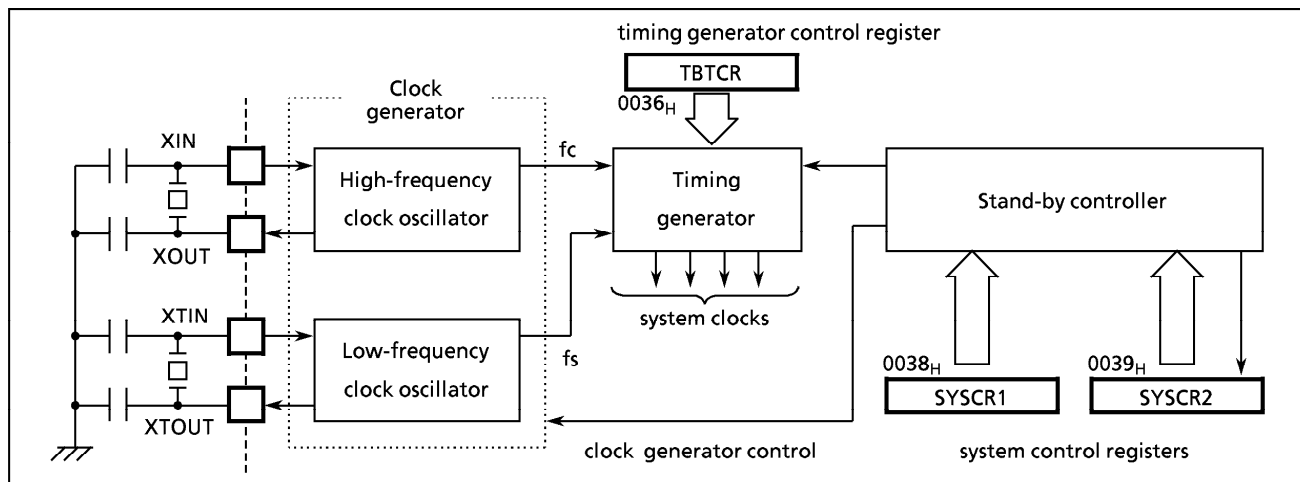 timing generator control register
TBTCR
0036H
Clock
generator
XIN
High-frequency
clock oscillator
fc
Timing
generator
Stand-by controller
XOUT
system clocks
XTIN
Low-frequency
clock oscillator
fs
XTOUT
0038H
SYSCR1
0039H
SYSCR2
clock generator control
system control registers